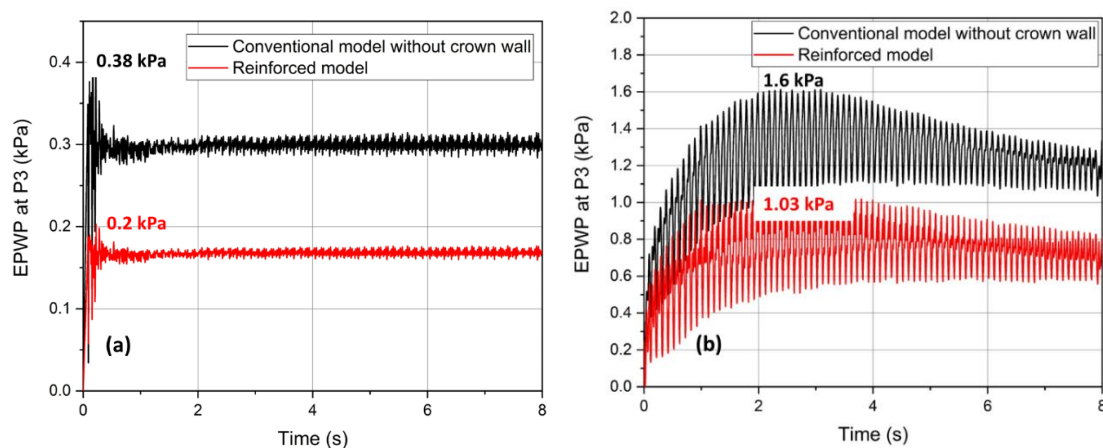 Conventional model without crown wall
Reinforced model
0.38 kPa
0.2 kPa
(a)
EPWP at P3 (kPa)
0.4
0.3
0.2
0.1
0.0
0 2 4 6 8
Time (s)
Conventional model without crown wall
Reinforced model
1.6 kPa
1.03 kPa
(b)
EPWP at P3 (kPa)
2.0
1.8
1.6
1.4
1.2
1.0
0.8
0.6
0.4
0.2
0.0
0 2 4 6 8
Time (s)